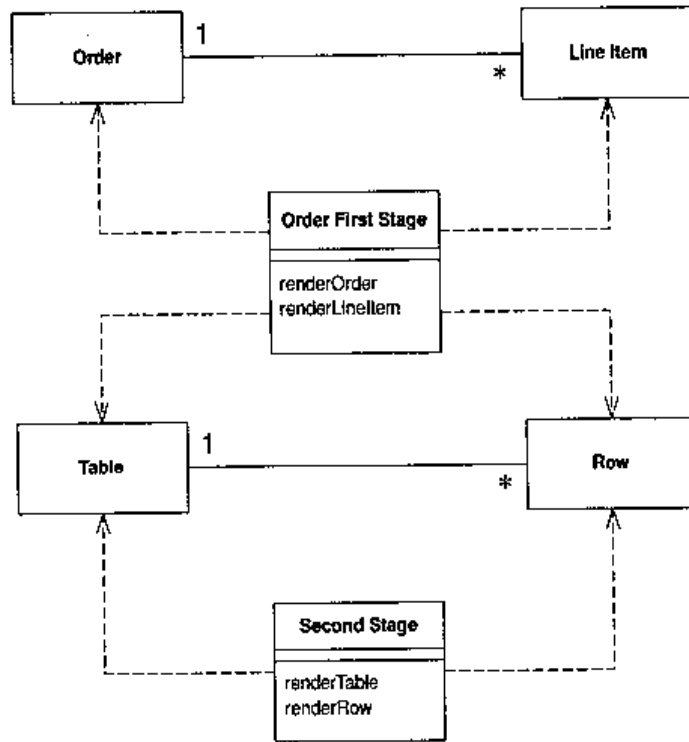 Order
1
*
Line Item
Order First Stage
renderOrder
renderLineItem
Table
1
*
Row
Second Stage
renderTable
renderRow